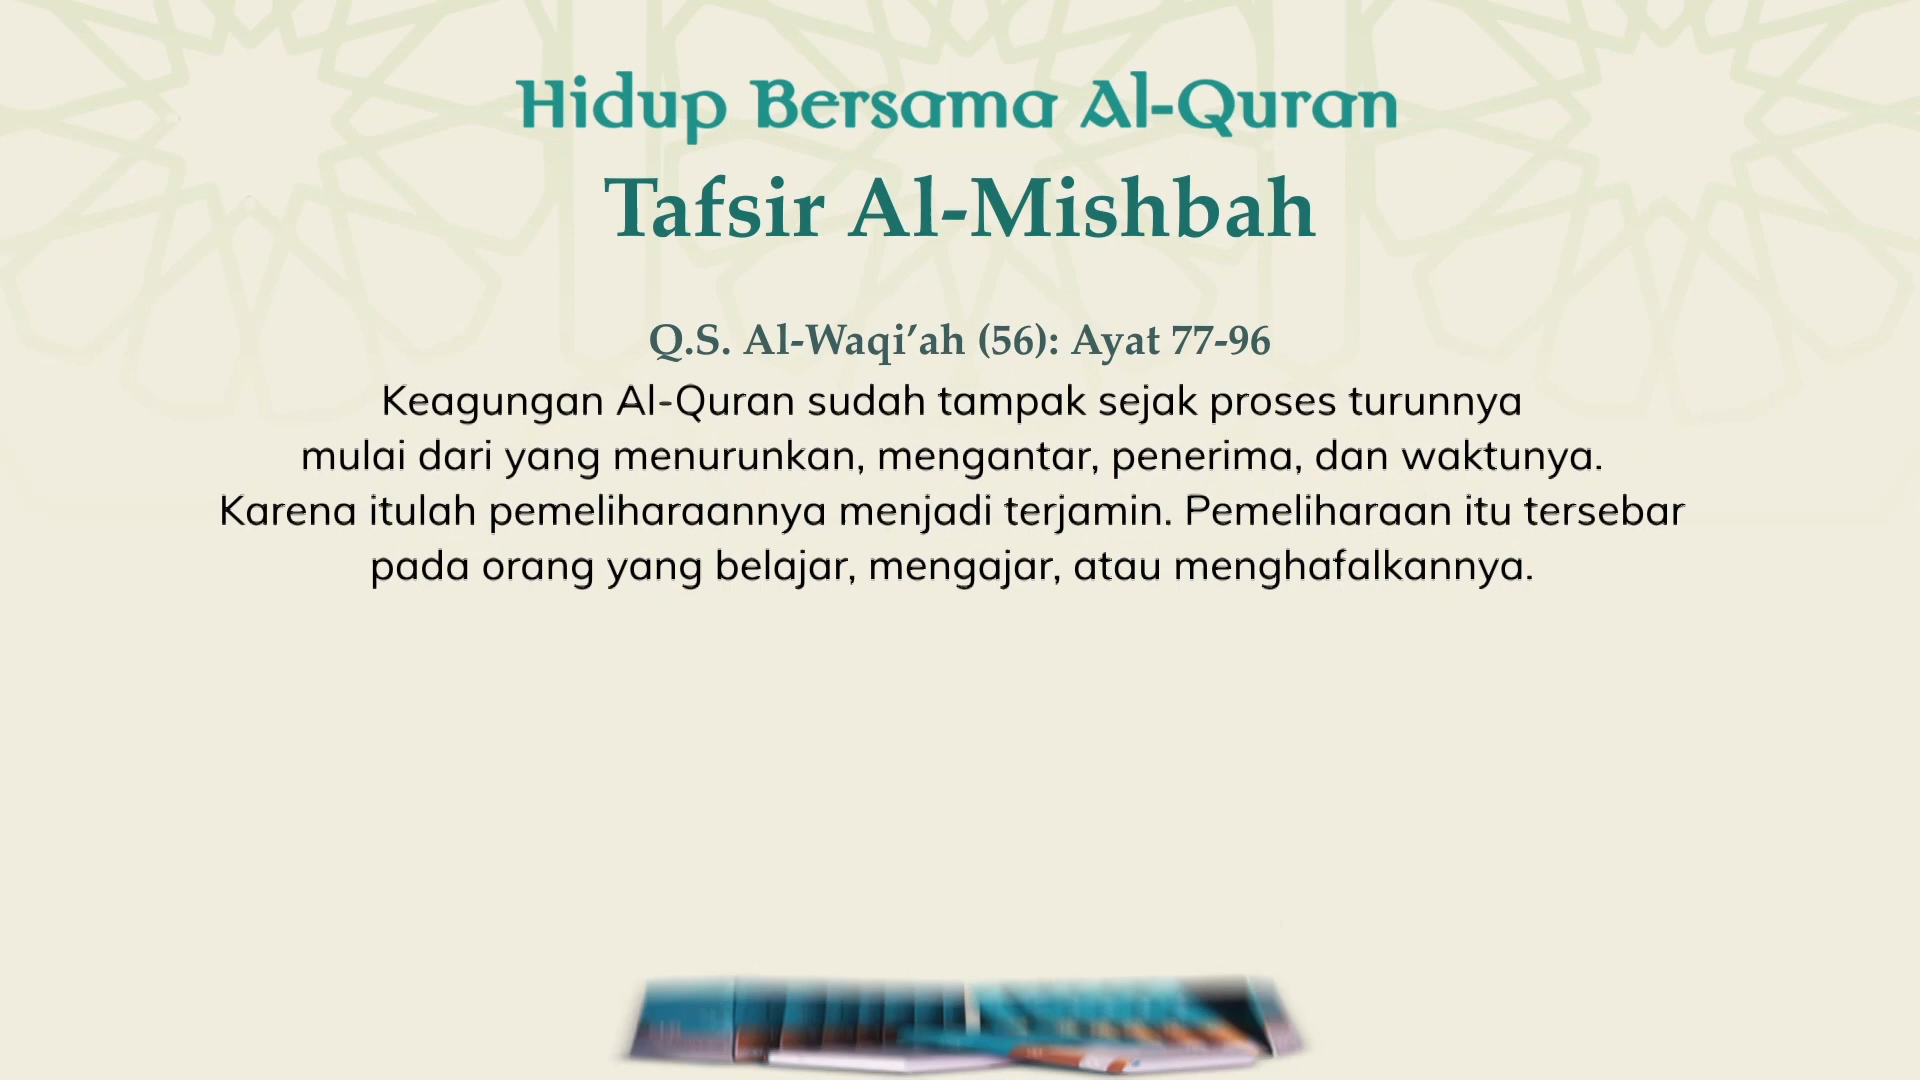 Hidup Bersama Al-Quran
Tafsir Al-Mishbah
Q.S. Al-Waqi’ah (56): Ayat 77-96
Keagungan Al-Quran sudah tampak sejak proses turunnya
mulai dari yang menurunkan, mengantar, penerima, dan waktunya.
Karena itulah pemeliharaannya menjadi terjamin. Pemeliharaan itu tersebar
pada orang yang belajar, mengajar, atau menghafalkannya.